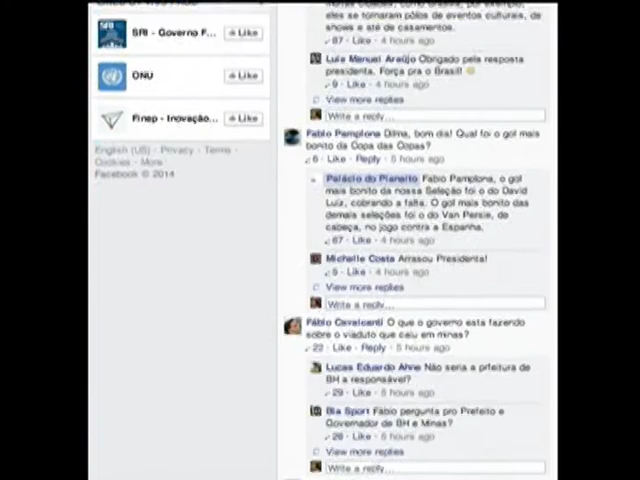 SRI - Governo F...
Like
ONU
Like
Finep - Inovação...
Like
English (US) · Privacy · Terms ·
Cookies · More
Facebook © 2014
eles se tornaram pólos de eventos culturais, de
shows e até de casamentos.
87 · Like · 4 hours ago
Luis Manuel Araújo Obrigado pela resposta
presidenta. Força pra o Brasil!
9 · Like · 4 hours ago
View more replies
Write a reply...
Fabio Pamplona Dilma, bom dia! Qual foi o gol mais
bonito da Copa das Copas?
6 · Like · Reply · 5 hours ago
Palácio do Planalto Fabio Pamplona, o gol
mais bonito da nossa Seleção foi o do David
Luiz, cobrando a falta. O gol mais bonito das
demais seleções foi o do Van Persie, de
cabeça, no jogo contra a Espanha.
67 · Like · 4 hours ago
Michelle Costa Arrasou Presidenta!
5 · Like · 4 hours ago
View more replies
Write a reply...
Fábio Cavalcanti O que o governo esta fazendo
sobre o viaduto que caiu em minas?
22 · Like · Reply · 5 hours ago
Lucas Eduardo Não seria a prfeitura de
BH a responsável?
29 · Like · 5 hours ago
Bia Sport Fábio pergunta pro Prefeito e
Governador de BH e Minas?
26 · Like · 5 hours ago
View more replies
Write a reply...